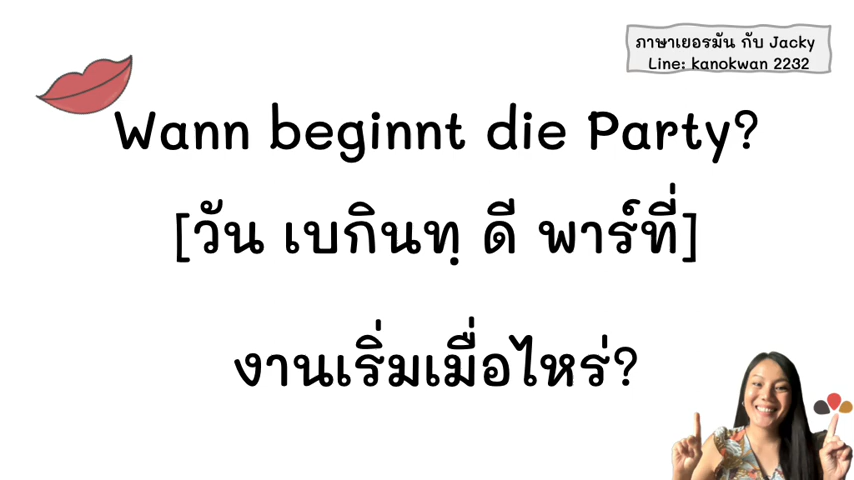 ภาษาเยอรมัน กับ Jacky
Line: kanokwan 2232
Wann beginnt die Party?
[วัน เบกินทฺ ดี พาร์ที่]
งานเริ่มเมื่อไหร่?